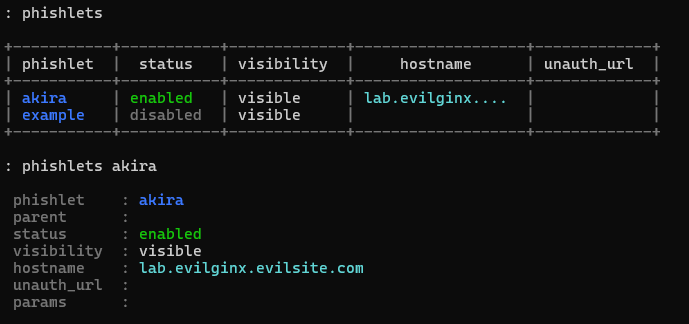 : phishlets
+-----------+-----------+-------------+-------------------+-------------+
| phishlet | status | visibility | hostname | unauth_url |
+-----------+-----------+-------------+-------------------+-------------+
| akira | enabled | visible | lab.evilginx.... | |
| example | disabled | visible | | |
+-----------+-----------+-------------+-------------------+-------------+
: phishlets akira
phishlet : akira
parent :
status : enabled
visibility : visible
hostname : lab.evilginx.evilsite.com
unauth_url :
params :